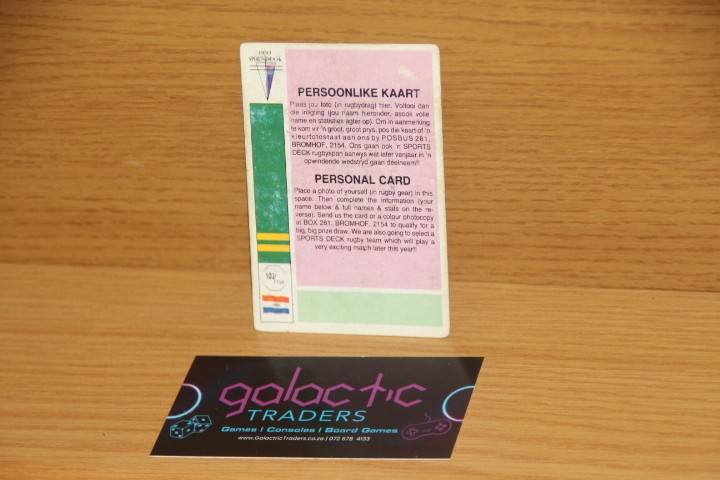 PERSOONLIKE KAART
Plaas jou foto (in rugbydrag) hier. Voltooi dan
die inligting (jou naam hieronder, asook volle
name en statistiek agter op). Om in aanmerking
te kom vir 'n groot, groot prys, pos die kaart of 'n
kleurfotostaat aan ons by POSBUS 261,
BROMHOF, 2154. Ons gaan ook 'n SPORTS
DECK rugbyspan aanwys wat later vanjaar in 'n
opwindende wedstryd gaan deelneem!!
PERSONAL CARD
Place a photo of yourself (in rugby gear) in this
space. Then complete the information (your
name below & full names & stats on the re-
verse). Send us the card or a colour photocopy
at BOX 261, BROMHOF, 2154 to qualify for a
big, big prize draw. We are also going to select a
SPORTS DECK rugby team which will play a
very exciting match later this year!!
galactic
TRADERS
Games | Consoles | Board Games
www.GalacticTraders.co.za | 072 678 4133